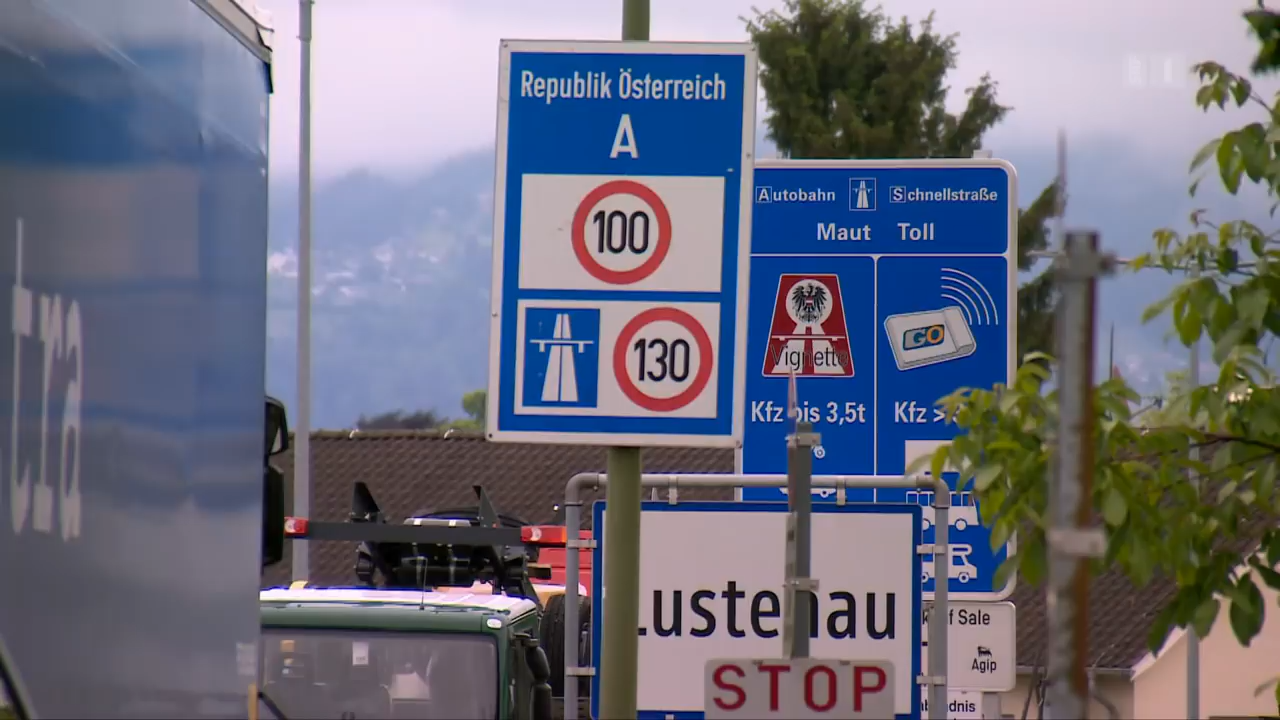 Republik Österreich
A
100
130
Autobahn Schnellstraße
Maut Toll
Vignette
GO
Kfz bis 3,5t
Kfz >
Lustenau
STOP
Sale
Agip